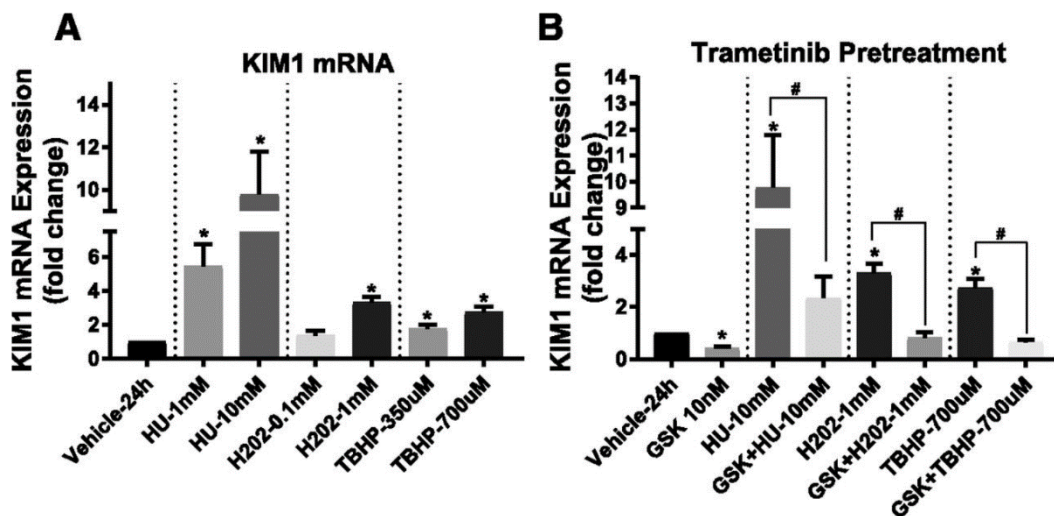 A
KIM1 mRNA
KIM1 mRNA Expression
(fold change)
14
12
10
6
4
2
0
*
*
*
*
*
Vehicle-24h
HU-1mM
HU-10mM
H202-0.1mM
H202-1mM
TBHP-350uM
TBHP-700uM
B
Trametinib Pretreatment
KIM1 mRNA Expression
(fold change)
14
13
12
11
10
9
4
2
0
*
*
#
*
#
*
#
Vehicle-24h
GSK 10nM
HU-10mM
GSK+HU-10mM
H202-1mM
GSK+H202-1mM
TBHP-700uM
GSK+TBHP-700uM